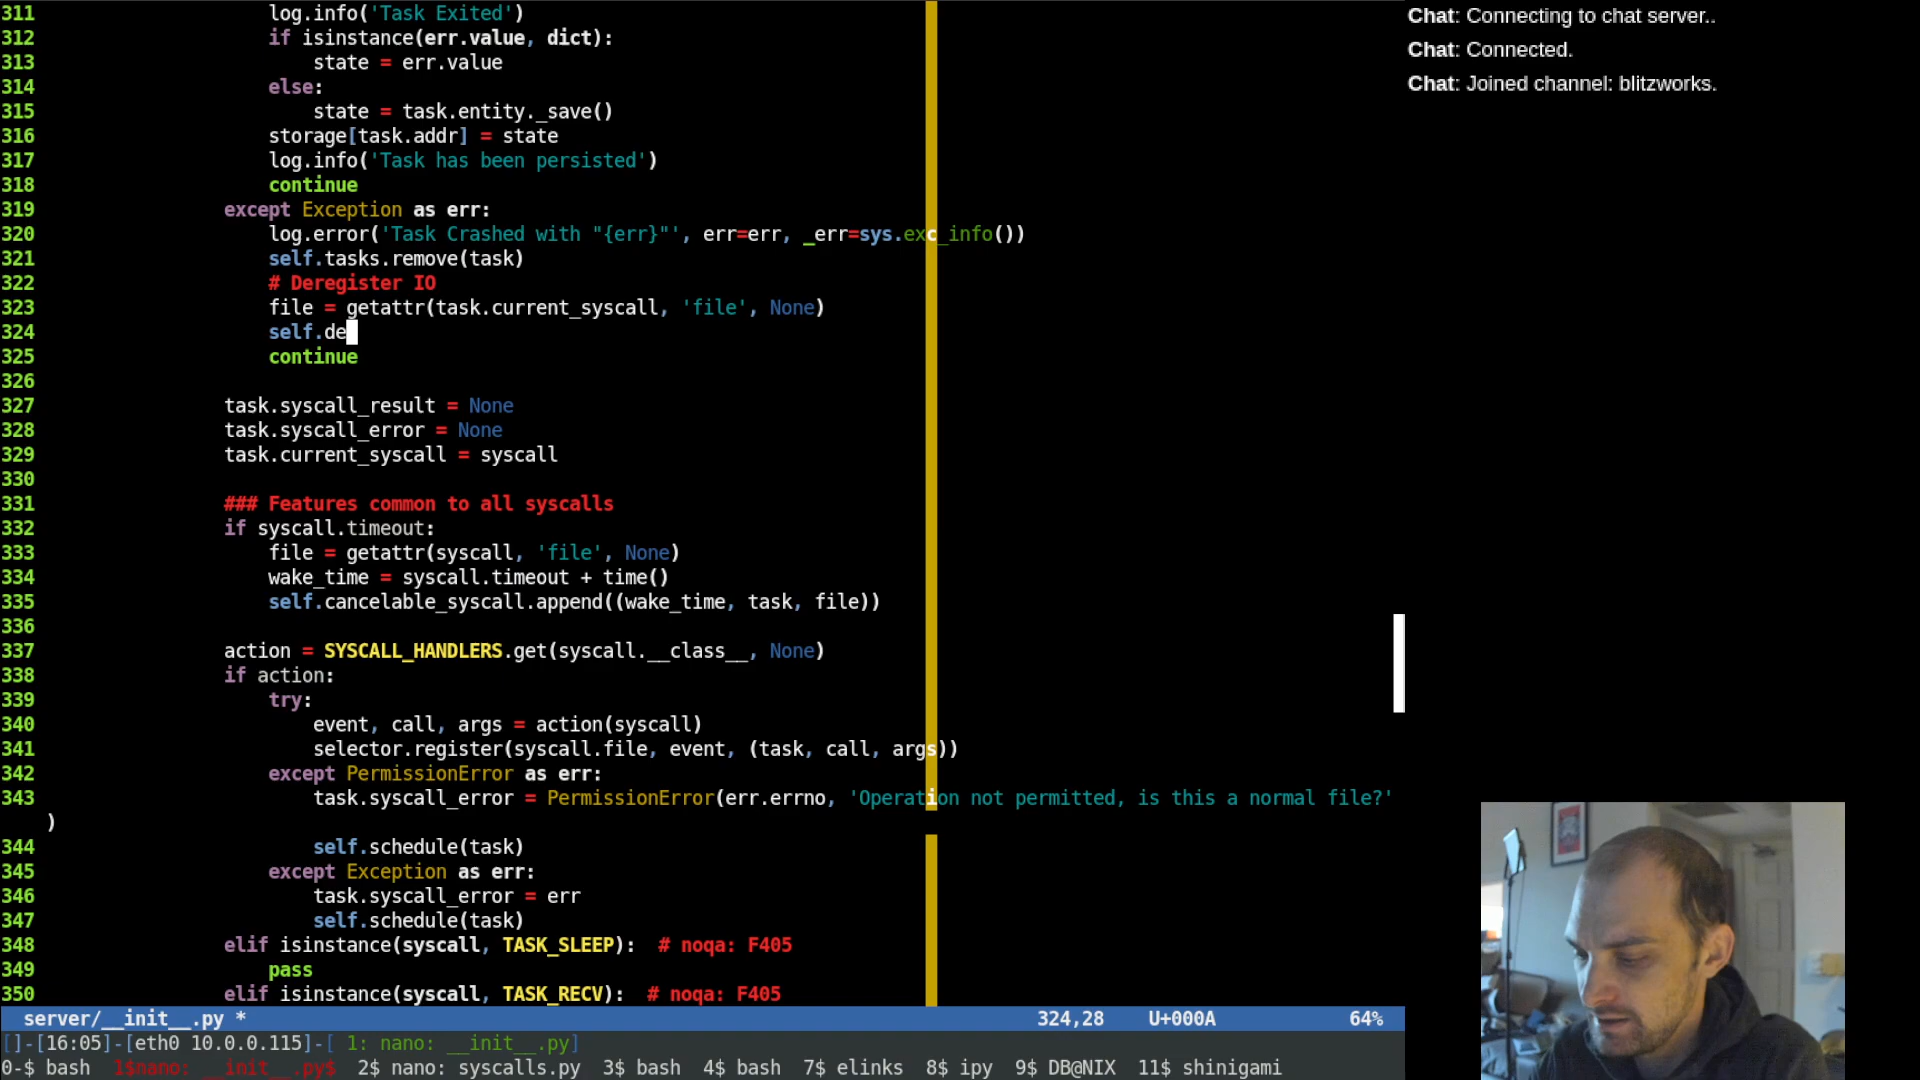 311                     log.info('Task Exited')
312                     if isinstance(err.value, dict):
313                         state = err.value
314                     else:
315                         state = task.entity._save()
316                     storage[task.addr] = state
317                     log.info('Task has been persisted')
318                     continue
319                 except Exception as err:
320                     log.error('Task Crashed with "{err}"', err=err, _err=sys.exc_info())
321                     self.tasks.remove(task)
322                     # Deregister IO
323                     file = getattr(task.current_syscall, 'file', None)
324                     self.de
325                     continue
326
327                 task.syscall_result = None
328                 task.syscall_error = None
329                 task.current_syscall = syscall
330
331                 ### Features common to all syscalls
332                 if syscall.timeout:
333                     file = getattr(syscall, 'file', None)
334                     wake_time = syscall.timeout + time()
335                     self.cancelable_syscall.append((wake_time, task, file))
336
337                 action = SYSCALL_HANDLERS.get(syscall.__class__, None)
338                 if action:
339                     try:
340                         event, call, args = action(syscall)
341                         selector.register(syscall.file, event, (task, call, args))
342                     except PermissionError as err:
343                         task.syscall_error = PermissionError(err.errno, 'Operation not permitted, is this a normal file?'
)
344                         self.schedule(task)
345                     except Exception as err:
346                         task.syscall_error = err
347                         self.schedule(task)
348                 elif isinstance(syscall, TASK_SLEEP):  # noqa: F405
349                     pass
350                 elif isinstance(syscall, TASK_RECV):  # noqa: F405
server/__init__.py * 324,28 U+000A 64%
[]-[16:05]-[eth0 10.0.0.115]-[ 1: nano: __init__.py]
0-$ bash  1$nano: __init__.py$  2$ nano: syscalls.py  3$ bash  4$ bash  7$ elinks  8$ ipy  9$ DB@NIX  11$ shinigami
Chat: Connecting to chat server..
Chat: Connected.
Chat: Joined channel: blitzworks.